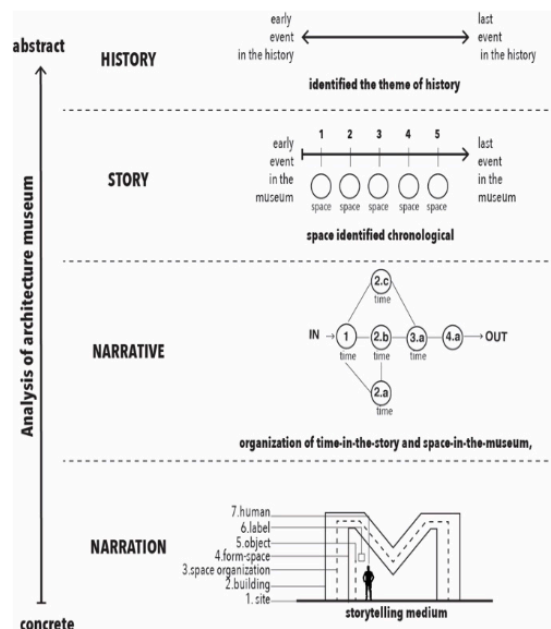 abstract
Analysis of architecture museum
concrete
HISTORY
early
event
in the history
last
event
in the history
identified the theme of history
STORY
early
event
in the
museum
1 2 3 4 5
space space space space space
last
event
in the
museum
space identified chronological
NARRATIVE
2.c
time
IN 1 2.b 3.a 4.a OUT
time time time
2.a
time
organization of time-in-the-story and space-in-the-museum,
NARRATION
7.human
6.label
5.object
4.form-space
3.space organization
2.building
1. site
storytelling medium